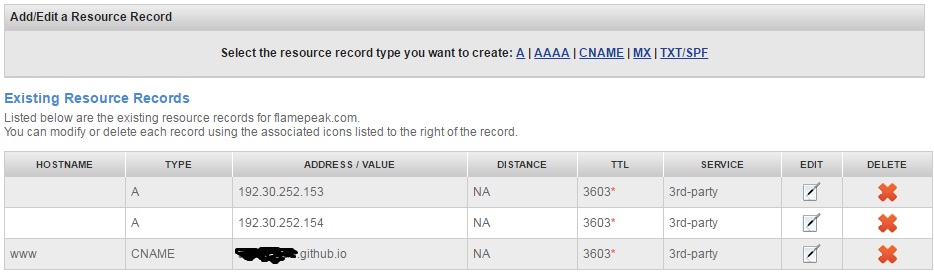 Add/Edit a Resource Record
Select the resource record type you want to create: A | AAAA | CNAME | MX | TXT/SPF
Existing Resource Records
Listed below are the existing resource records for flamepeak.com.
You can modify or delete each record using the associated icons listed to the right of the record.
HOSTNAME TYPE ADDRESS / VALUE DISTANCE TTL SERVICE EDIT DELETE
A 192.30.252.153 NA 3603* 3rd-party
A 192.30.252.154 NA 3603* 3rd-party
www CNAME .github.io NA 3603* 3rd-party